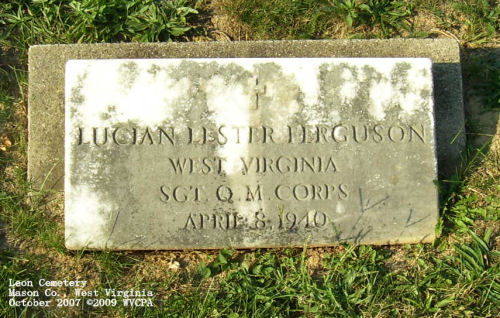 LUCIAN LESTER FERGUSON
WEST VIRGINIA
SGT. Q. M. CORPS
APRIL 8, 1940
Leon Cemetery
Mason Co., West Virginia
October 2007 ©2009 WVCPA